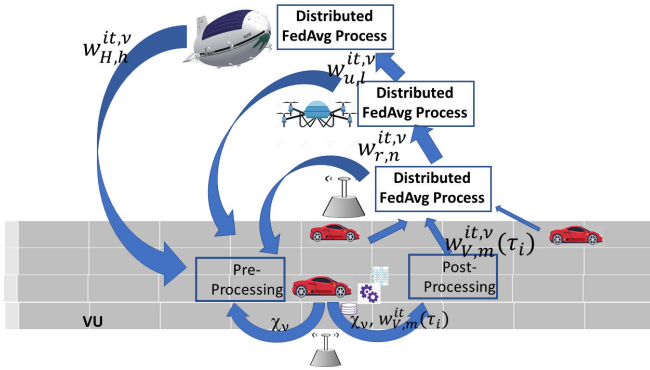 Distributed
FedAvg Process
w_{H,h}^{it,ν}
w_{u,l}^{it,ν}
Distributed
FedAvg Process
w_{r,n}^{it,ν}
Distributed
FedAvg Process
w_{V,m}^{it,ν}(τ_i)
Pre-
Processing
Post-
Processing
VU
χ_ν
χ_ν, w_{V,m}^{it}(τ_i)